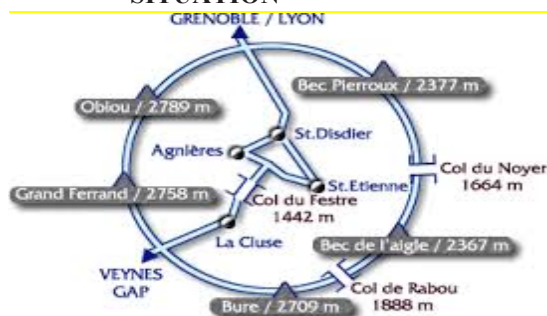 SITUATION
GRENOBLE / LYON
Bec Pierroux / 2377 m
Obiou / 2789 m
St.Disdier
Agnières
Col du Noyer
1664 m
Grand Ferrand / 2758 m
St.Etienne
Col du Festre
1442 m
La Cluse
Bec de l'aigle / 2367 m
VEYNES
GAP
Col de Rabou
1888 m
Bure / 2709 m